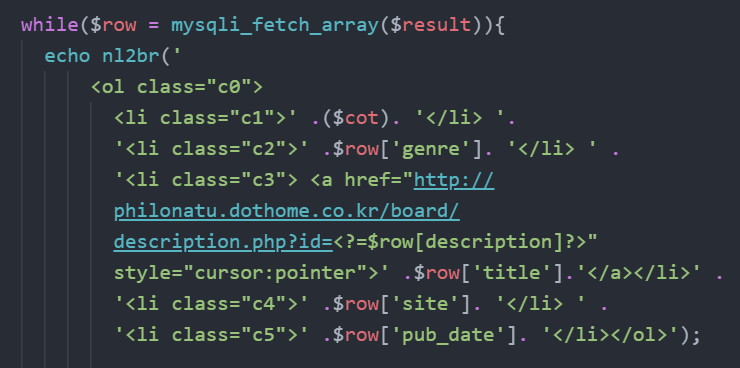 while($row = mysqli_fetch_array($result)){
echo nl2br('
<ol class="c0">
<li class="c1">' .($cot). '</li> '.
'<li class="c2">' .$row['genre']. '</li> ' .
'<li class="c3"> <a href="http://
philonatu.dothome.co.kr/board/
description.php?id=<?=$row[description]?>"
style="cursor:pointer">' .$row['title'].'</a></li>' .
'<li class="c4">' .$row['site']. '</li> ' .
'<li class="c5">' .$row['pub_date']. '</li></ol>');